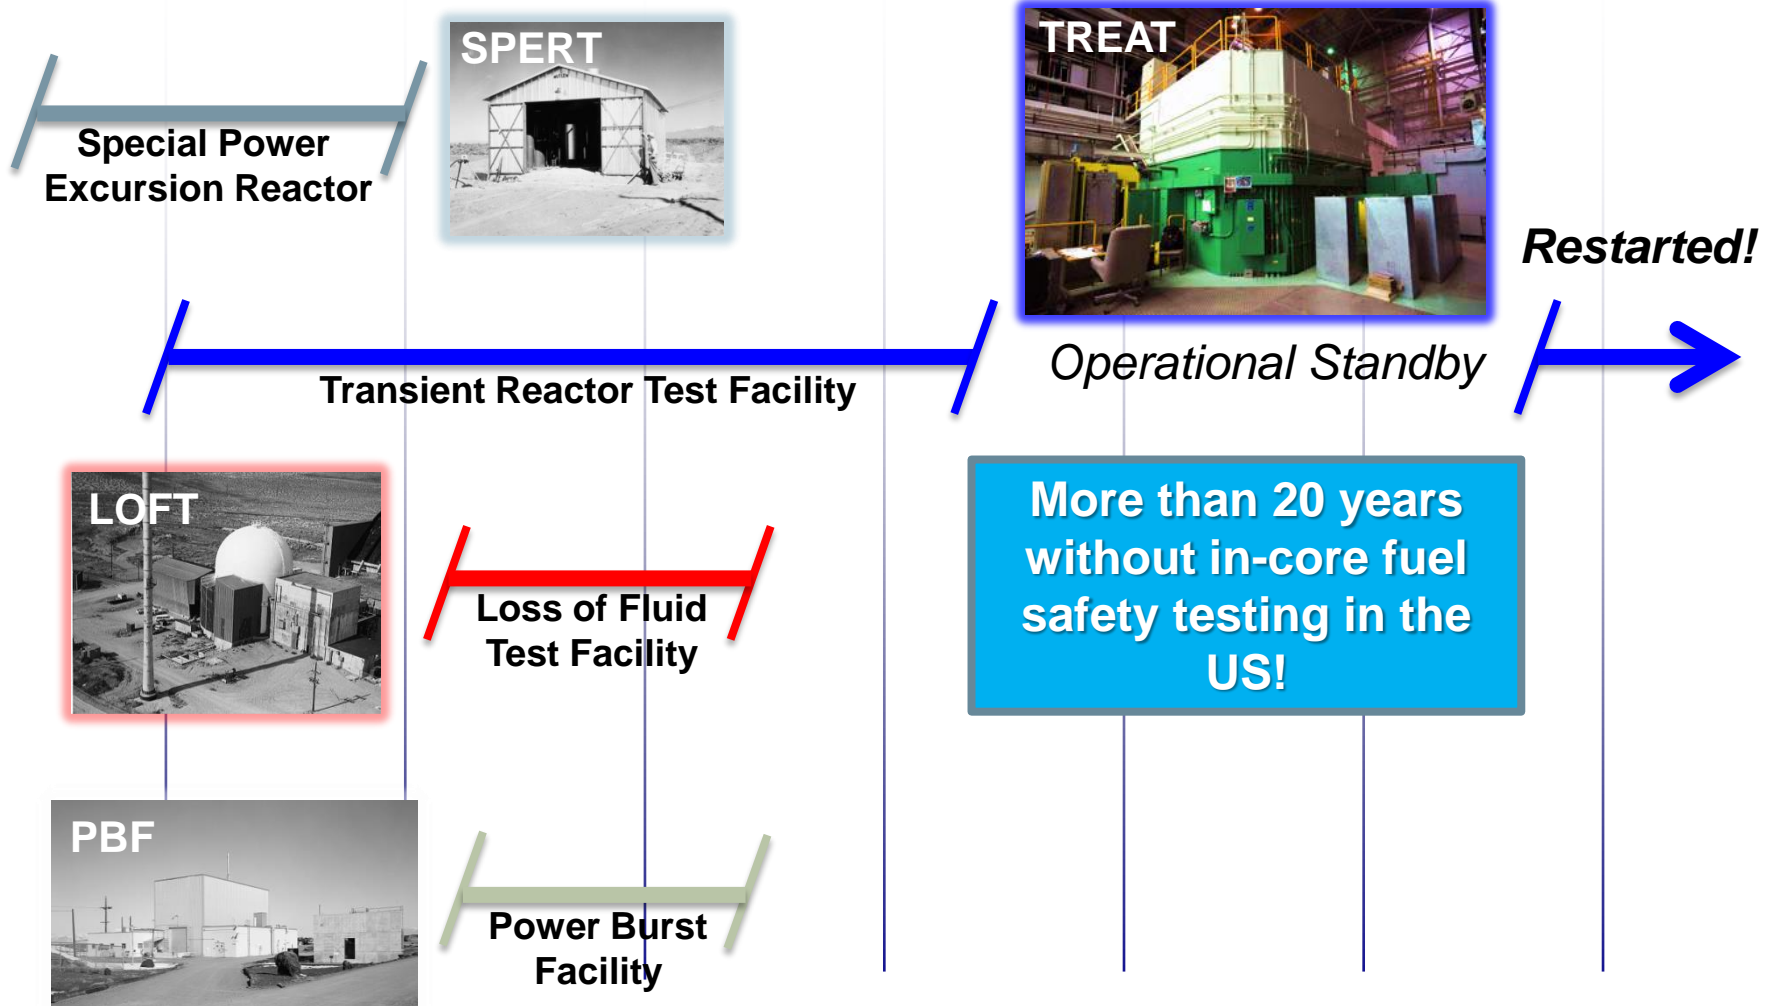 SPERT
TREAT
Special Power
Excursion Reactor
Restarted!
Operational Standby
Transient Reactor Test Facility
LOFT
More than 20 years
without in-core fuel
safety testing in the
US!
Loss of Fluid
Test Facility
PBF
Power Burst
Facility